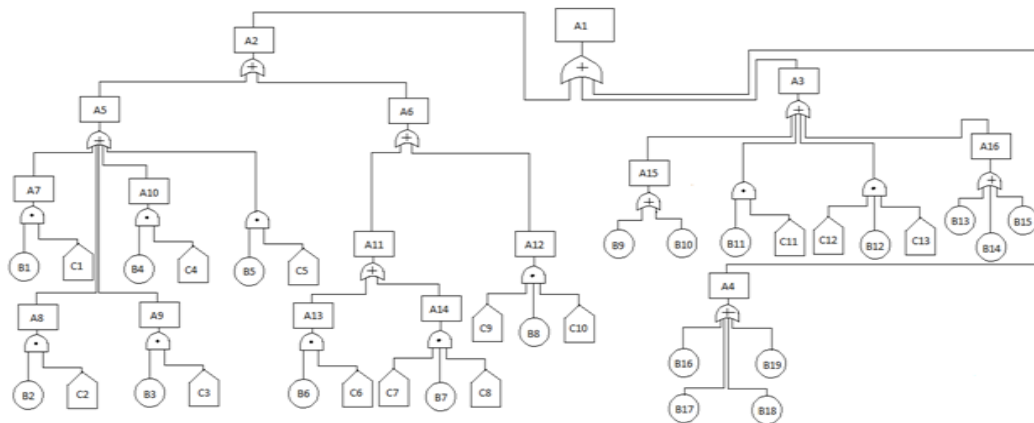 A1
A2
+
+
A3
A5
A6
+
+
+
A16
A7
A10
A15
+
•
•
+
•
•
B13
B15
B1
C1
B4
C4
•
B5
C5
A11
A12
B9
B10
B11
C11
C12
B12
C13
B14
+
•
A4
A8
A9
A13
A14
C9
B8
C10
+
•
•
•
•
B16
B19
B2
C2
B3
C3
B6
C6
C7
B7
C8
B17
B18